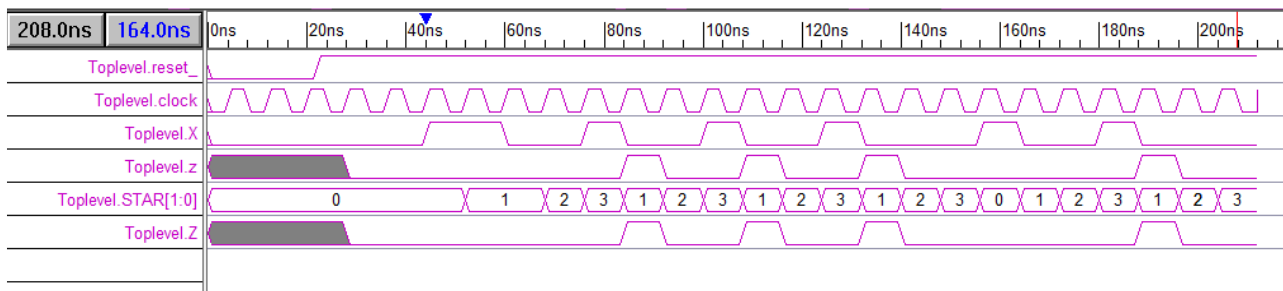 208.0ns 164.0ns 0ns 20ns 40ns 60ns 80ns 100ns 120ns 140ns 160ns 180ns 200ns
Toplevel.reset_
Toplevel.clock
Toplevel.X
Toplevel.z
Toplevel.STAR[1:0] 0 1 2 3 1 2 3 1 2 3 1 2 3 0 1 2 3 1 2 3
Toplevel.Z